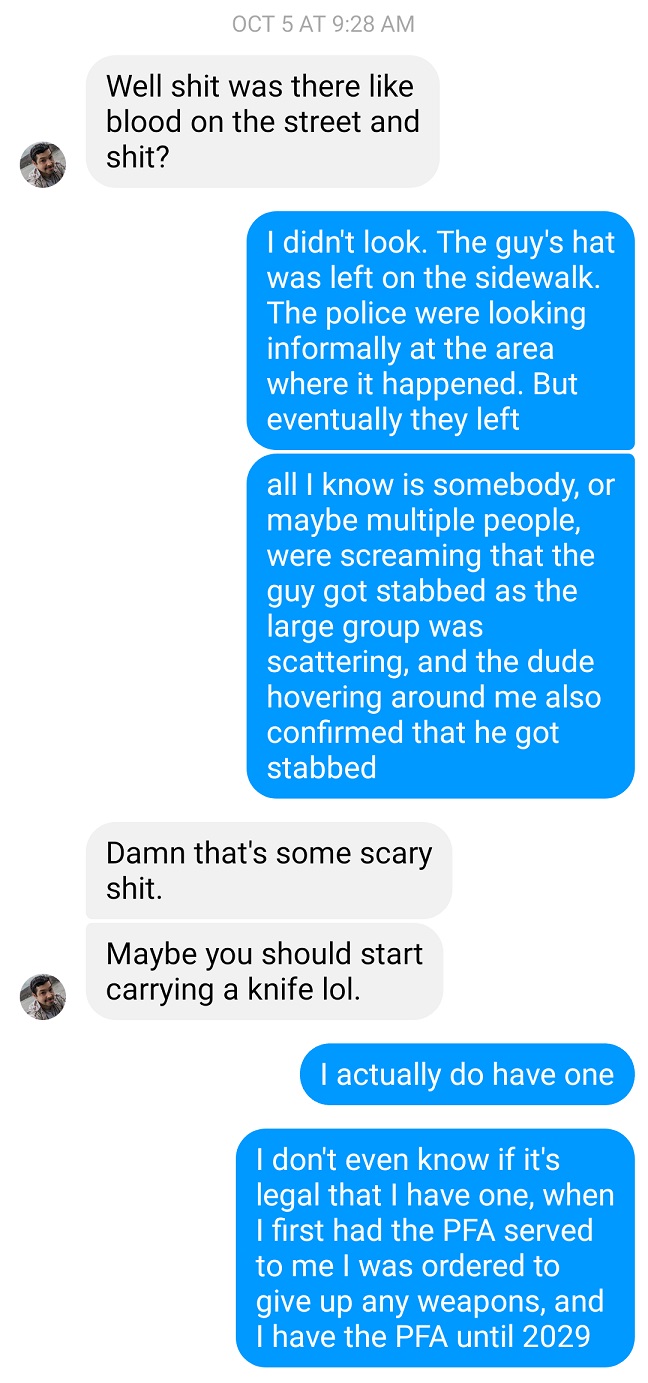 OCT 5 AT 9:28 AM
Well shit was there like
blood on the street and
shit?
I didn't look. The guy's hat
was left on the sidewalk.
The police were looking
informally at the area
where it happened. But
eventually they left
all I know is somebody, or
maybe multiple people,
were screaming that the
guy got stabbed as the
large group was
scattering, and the dude
hovering around me also
confirmed that he got
stabbed
Damn that's some scary
shit.
Maybe you should start
carrying a knife lol.
I actually do have one
I don't even know if it's
legal that I have one, when
I first had the PFA served
to me I was ordered to
give up any weapons, and
I have the PFA until 2029